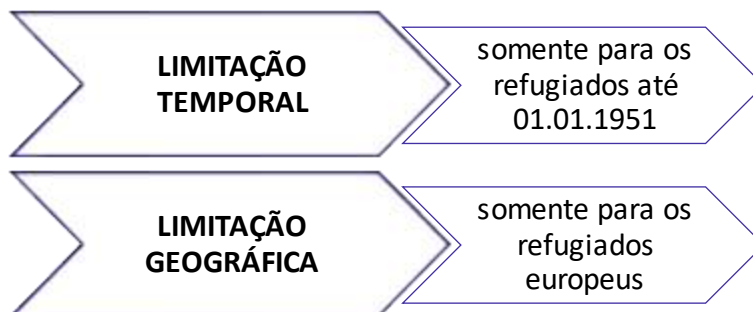 LIMITAÇÃO
TEMPORAL
somente para os
refugiados até
01.01.1951
LIMITAÇÃO
GEOGRÁFICA
somente para os
refugiados
europeus